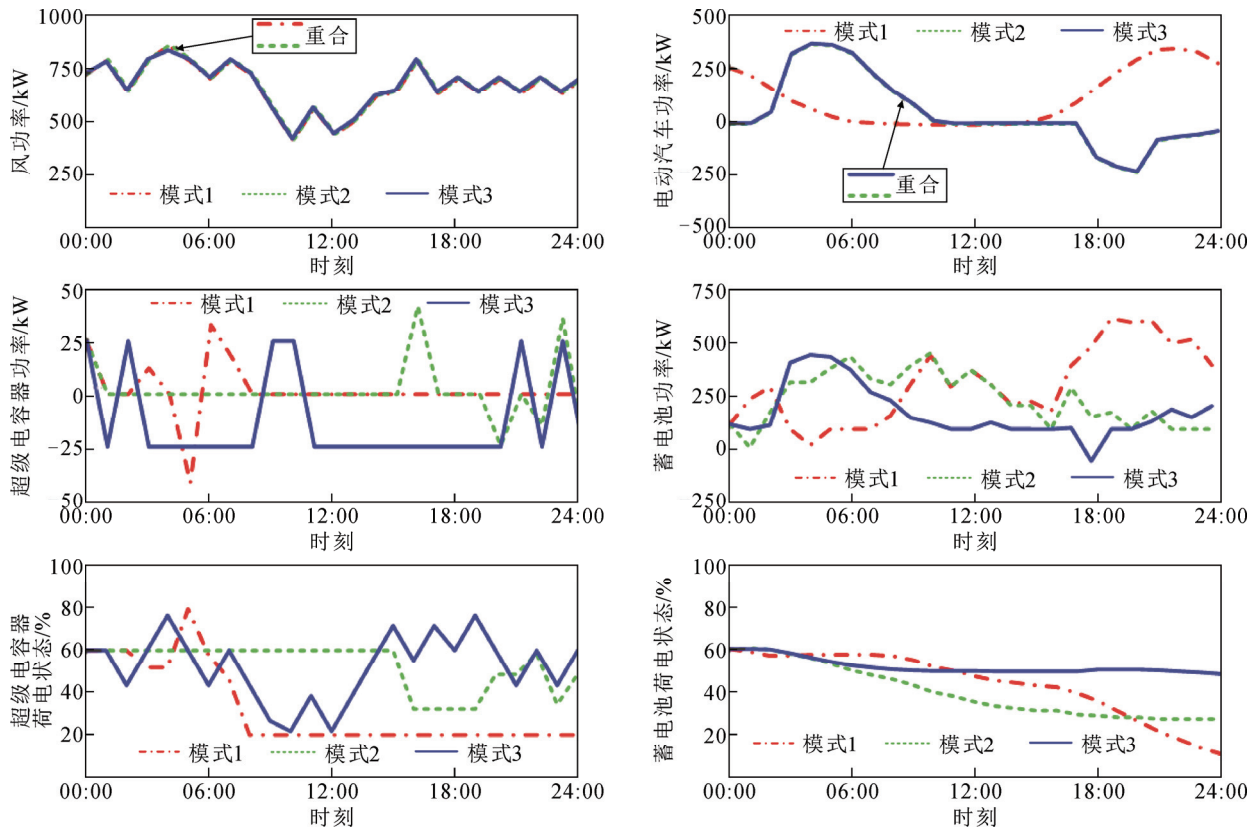 1000
750
500
250
0
风功率/kW
重合
模式1
模式2
模式3
00:00
06:00
12:00
18:00
24:00
时刻
500
250
0
−250
−500
电动汽车功率/kW
模式1
模式2
模式3
重合
00:00
06:00
12:00
18:00
24:00
时刻
50
25
0
−25
50
超级电容器功率/kW
模式1
模式2
模式3
00:00
06:00
12:00
18:00
24:00
时刻
750
500
250
0
250
蓄电池功率/kW
模式1
模式2
模式3
00:00
06:00
12:00
18:00
24:00
时刻
100
80
60
40
20
超级电容器
荷电状态/%
模式1
模式2
模式3
00:00
06:00
12:00
18:00
24:00
时刻
100
80
60
40
20
蓄电池荷电状态/%
模式1
模式2
模式3
00:00
06:00
12:00
18:00
24:00
时刻